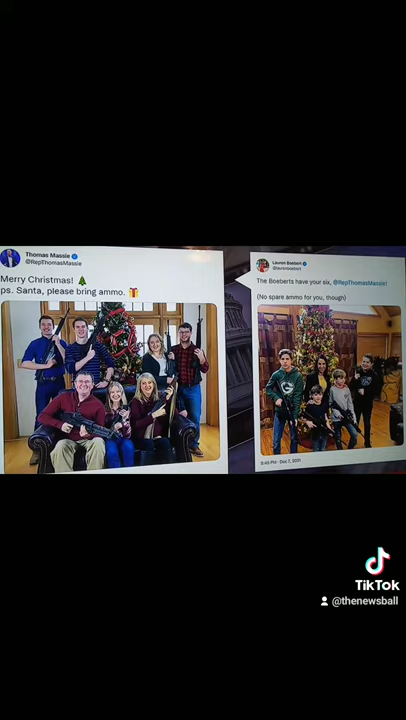 Thomas Massie
@RepThomasMassie
Merry Christmas! 🎄
ps. Santa, please bring ammo. 🎁
Lauren Boebert
@laurenboebert
The Boeberts have your six, @RepThomasMassie!
(No spare ammo for you, though)
9:45 PM · Dec 7, 2021
TikTok
@thenewsball